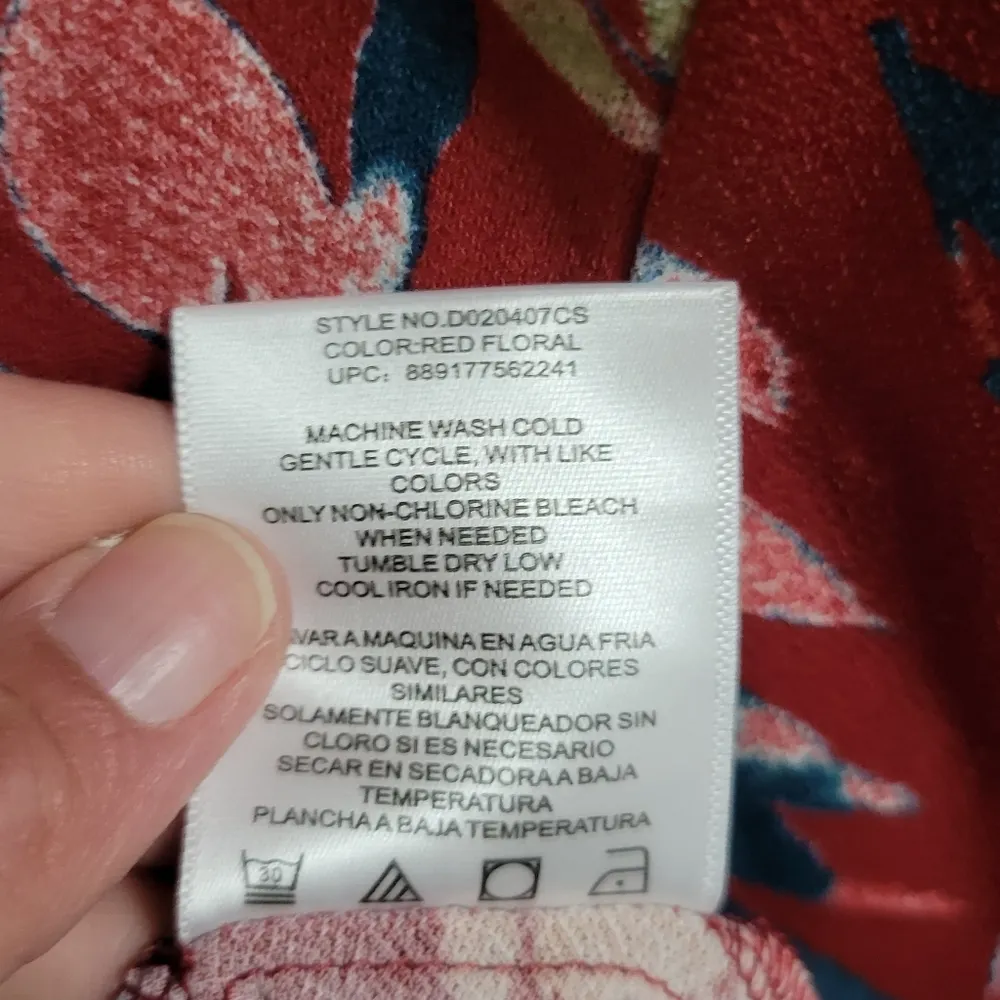 STYLE NO.D020407CS
COLOR:RED FLORAL
UPC: 889177562241
MACHINE WASH COLD
GENTLE CYCLE, WITH LIKE
COLORS
ONLY NON-CHLORINE BLEACH
WHEN NEEDED
TUMBLE DRY LOW
COOL IRON IF NEEDED
A MAQUINA EN AGUA FRIA
CICLO SUAVE, CON COLORES
SIMILARES
SOLAMENTE BLANQUEADOR SIN
CLORO SI ES NECESARIO
SECAR EN SECADORA A BAJA
TEMPERATURA
PLANCHA A BAJA TEMPERATURA
30